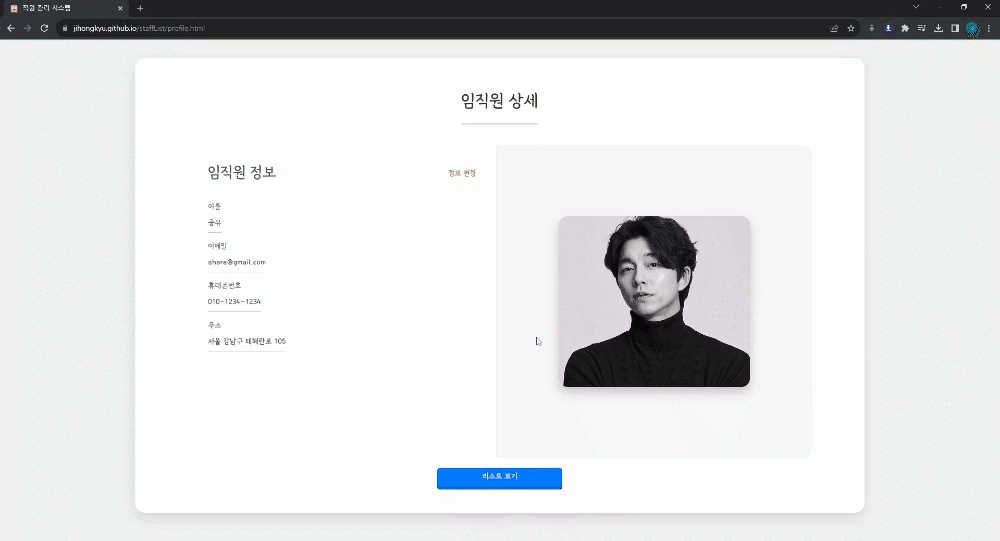 직원 관리 시스템
jihongkyu.github.io/staffList/profile.html
임직원 상세
임직원 정보
정보 변경
이름
공유
이메일
share@gmail.com
휴대폰번호
010-1234-1234
주소
서울 강남구 테헤란로 105
리스트 보기